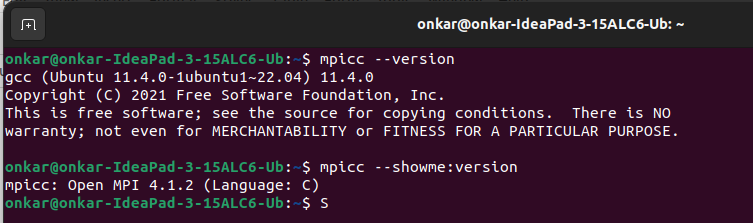 onkar@onkar-IdeaPad-3-15ALC6-Ub: ~
onkar@onkar-IdeaPad-3-15ALC6-Ub:~$ mpicc --version
gcc (Ubuntu 11.4.0-1ubuntu1~22.04) 11.4.0
Copyright (C) 2021 Free Software Foundation, Inc.
This is free software; see the source for copying conditions.  There is NO
warranty; not even for MERCHANTABILITY or FITNESS FOR A PARTICULAR PURPOSE.
onkar@onkar-IdeaPad-3-15ALC6-Ub:~$ mpicc --showme:version
mpicc: Open MPI 4.1.2 (Language: C)
onkar@onkar-IdeaPad-3-15ALC6-Ub:~$ S